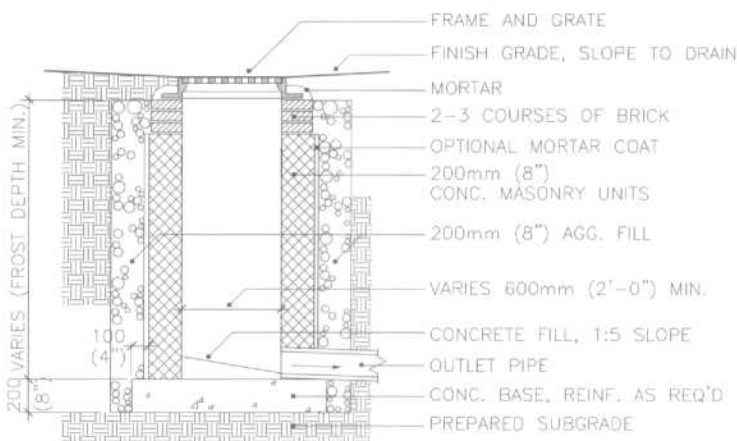 FRAME AND GRATE
FINISH GRADE, SLOPE TO DRAIN
MORTAR
2-3 COURSES OF BRICK
OPTIONAL MORTAR COAT
200mm (8")
CONC. MASONRY UNITS
200mm (8") AGG. FILL
VARIES 600mm (2'-0") MIN.
CONCRETE FILL, 1:5 SLOPE
OUTLET PIPE
CONC. BASE, REINF. AS REQ'D
PREPARED SUBGRADE
VARIES (FROST DEPTH MIN.)
100
(4")
200
(8")